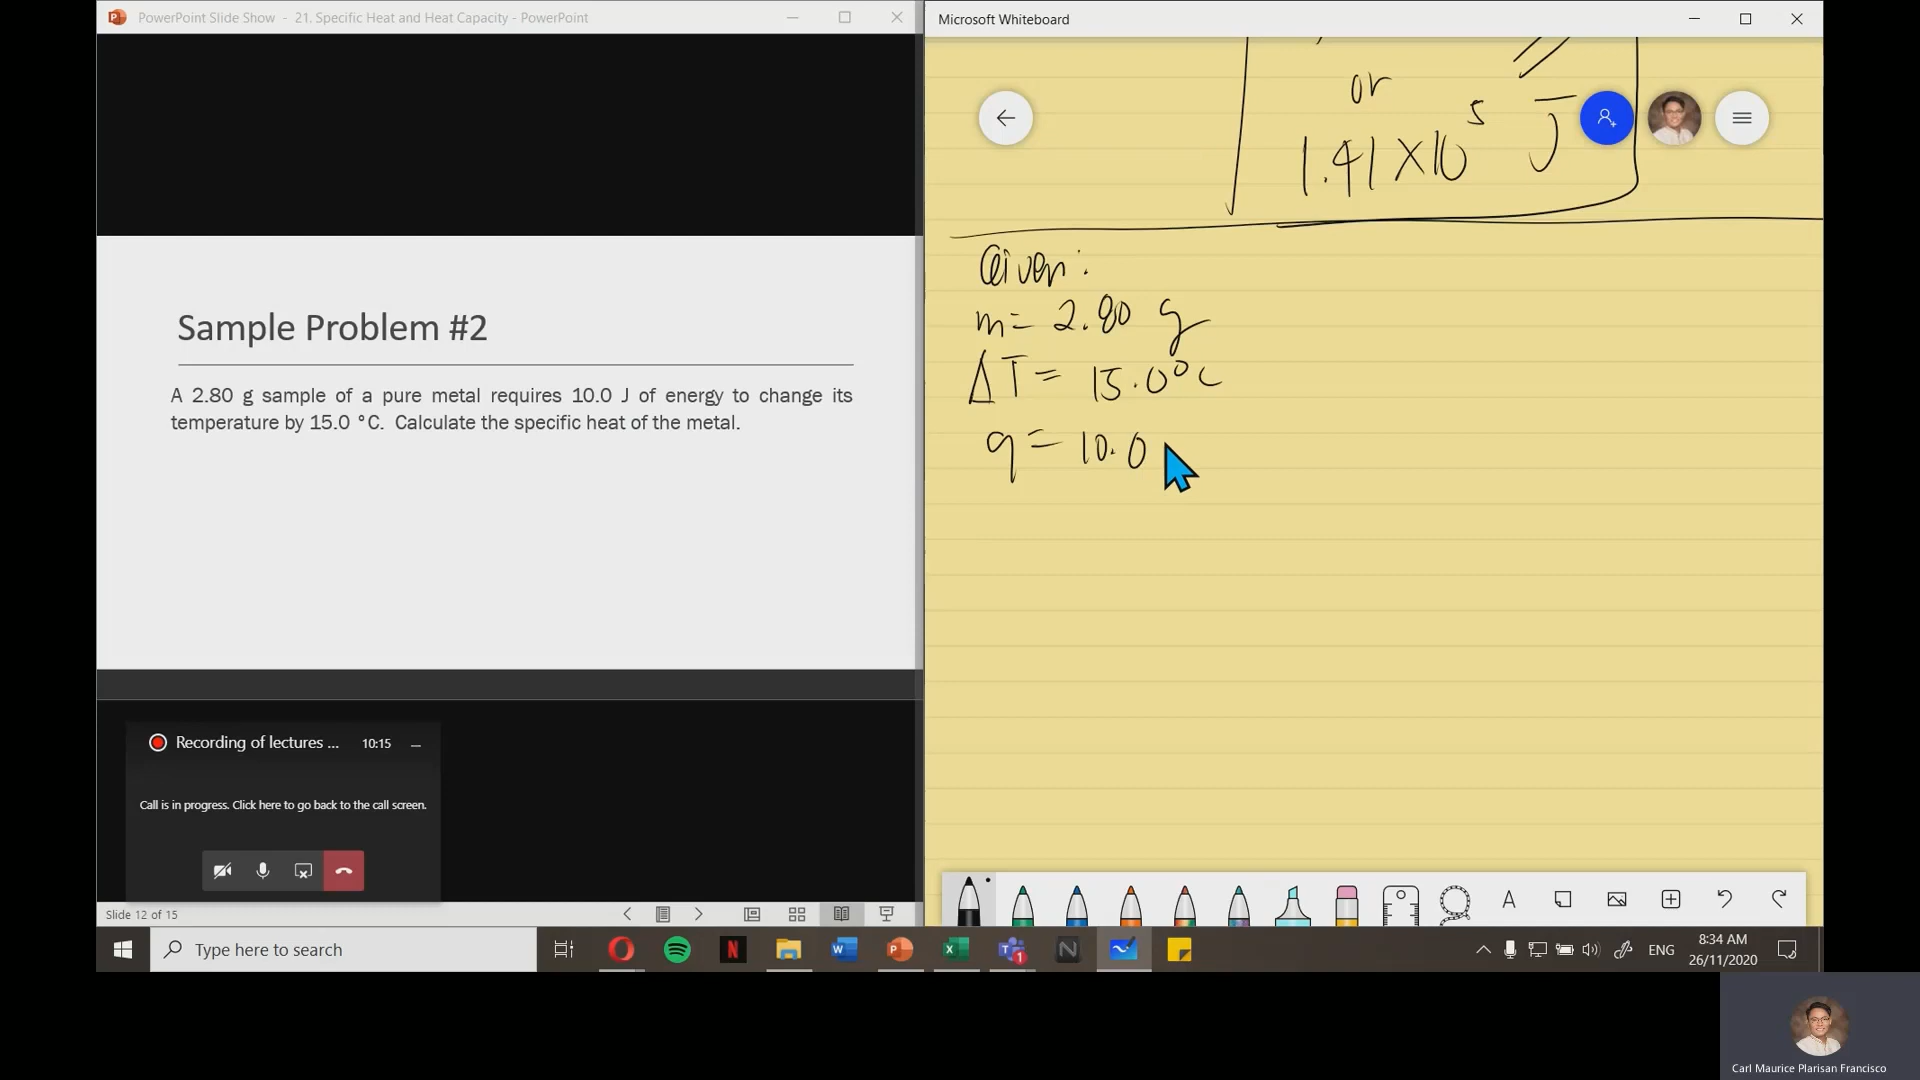 PowerPoint Slide Show - 21. Specific Heat and Heat Capacity - PowerPoint
Sample Problem #2
A 2.80 g sample of a pure metal requires 10.0 J of energy to change its
temperature by 15.0 °C. Calculate the specific heat of the metal.
Recording of lectures ...
10:15
Call is in progress. Click here to go back to the call screen.
Slide 12 of 15
Microsoft Whiteboard
or
1.41 X10⁵ J
Given:
m= 2.80 g
ΔT = 15.0°C
q = 10.0
A
Type here to search
N
W
P
X
T
1
N
ENG
8:34 AM
26/11/2020
Carl Maurice Plarisan Francisco